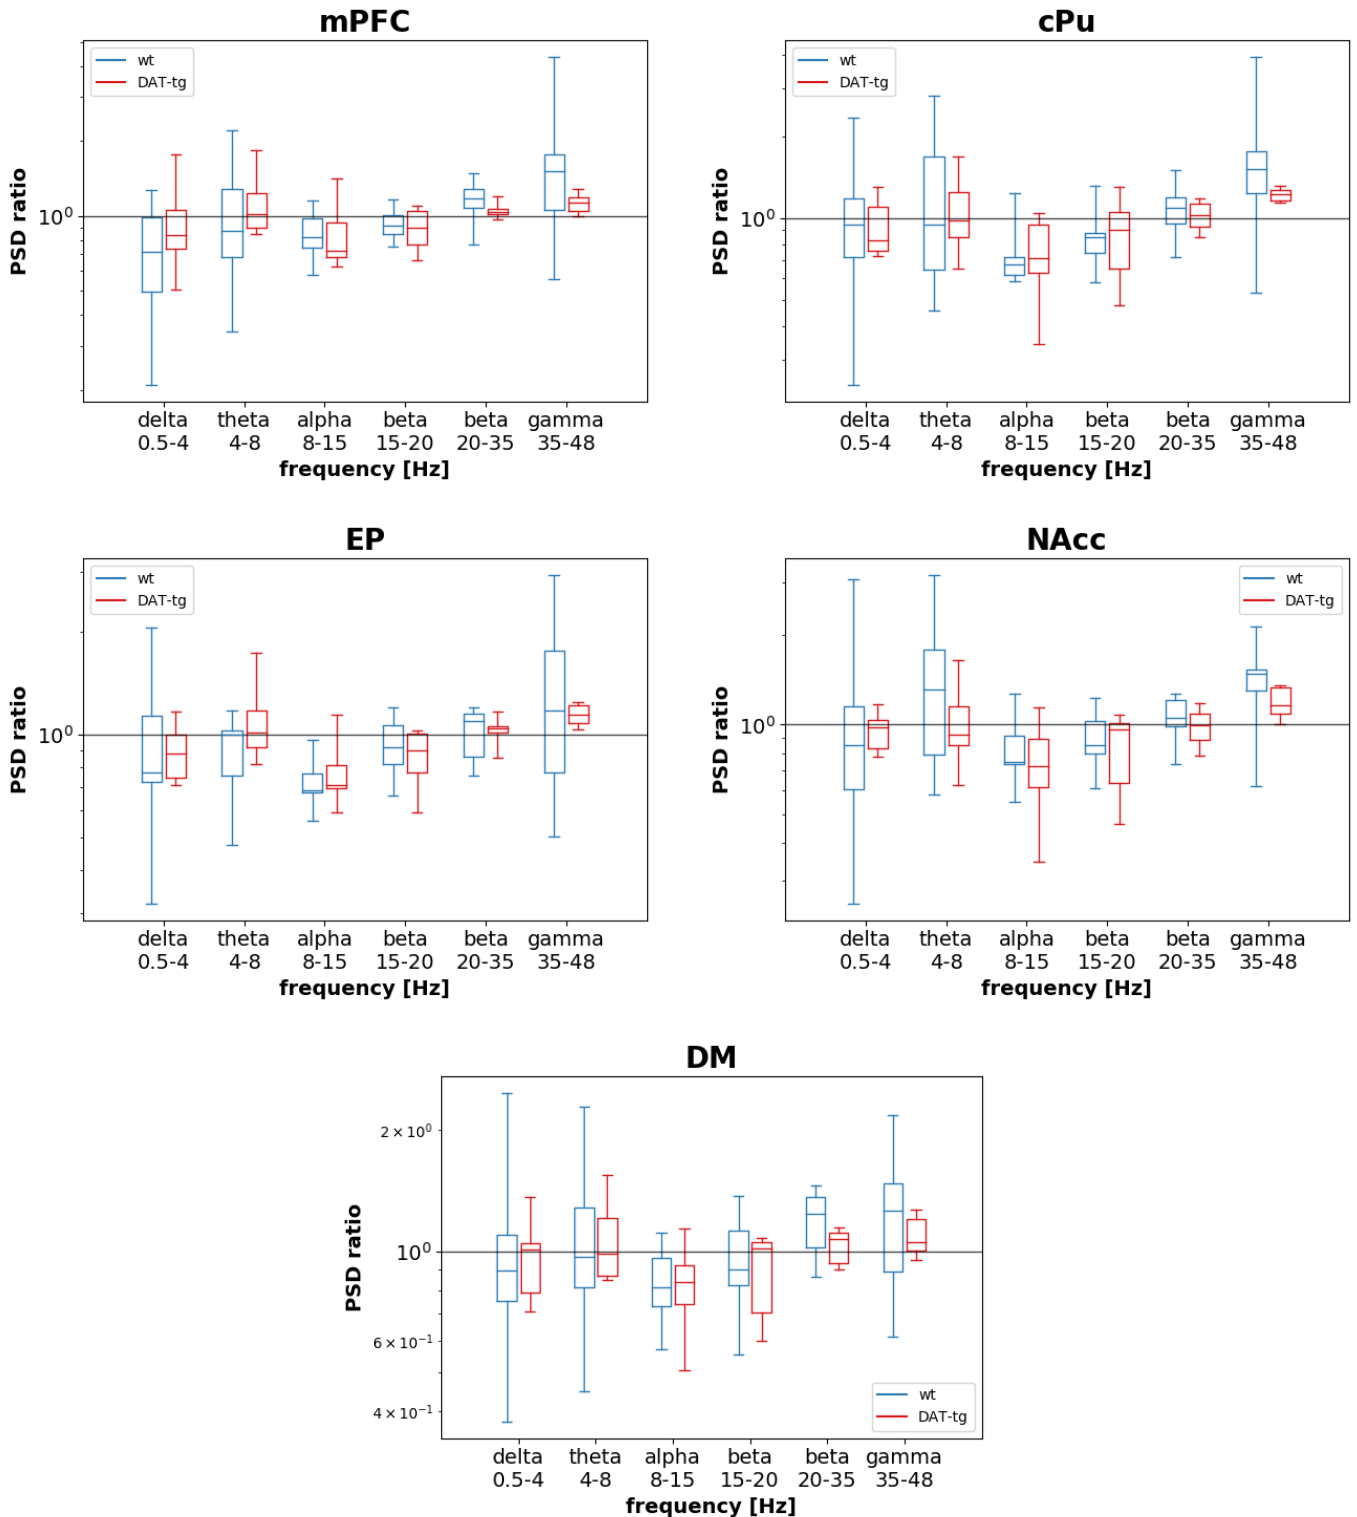 mPFC
wt
DAT-tg
PSD ratio
10⁰
delta theta alpha beta beta gamma
0.5-4 4-8 8-15 15-20 20-35 35-48
frequency [Hz]
cPu
wt
DAT-tg
PSD ratio
10⁰
delta theta alpha beta beta gamma
0.5-4 4-8 8-15 15-20 20-35 35-48
frequency [Hz]
EP
wt
DAT-tg
PSD ratio
10⁰
delta theta alpha beta beta gamma
0.5-4 4-8 8-15 15-20 20-35 35-48
frequency [Hz]
NAcc
wt
DAT-tg
PSD ratio
10⁰
delta theta alpha beta beta gamma
0.5-4 4-8 8-15 15-20 20-35 35-48
frequency [Hz]
DM
2 × 10⁰
PSD ratio
10⁰
6 × 10⁻¹
4 × 10⁻¹
wt
DAT-tg
delta theta alpha beta beta gamma
0.5-4 4-8 8-15 15-20 20-35 35-48
frequency [Hz]